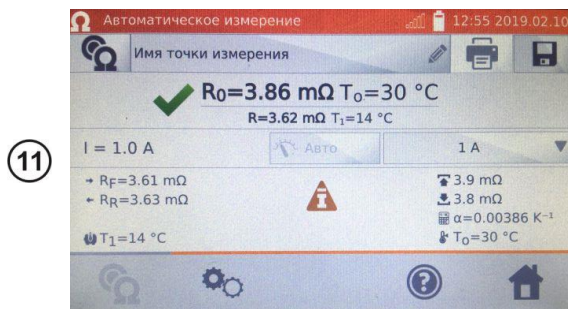 Автоматическое измерение 12:55 2019.02.10
Имя точки измерения
R₀=3.86 mΩ T₀=30 °C
R=3.62 mΩ T₁=14 °C
11
I = 1.0 A Авто 1 A
RF=3.61 mΩ 3.9 mΩ
RR=3.63 mΩ 3.8 mΩ
I
α=0.00386 K⁻¹
T₁=14 °C T₀=30 °C
?